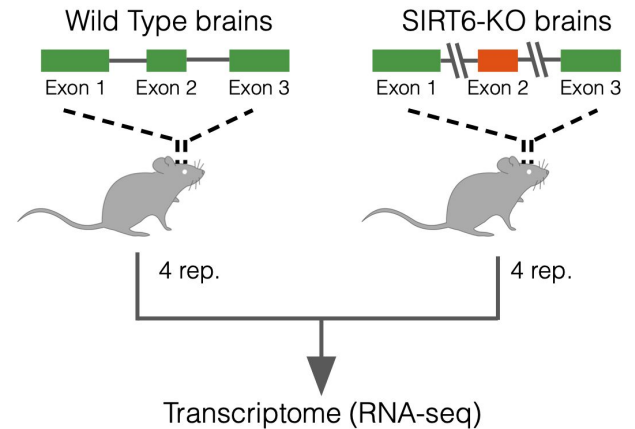 Wild Type brains
SIRT6-KO brains
Exon 1 Exon 2 Exon 3
Exon 1 Exon 2 Exon 3
4 rep.
4 rep.
Transcriptome (RNA-seq)